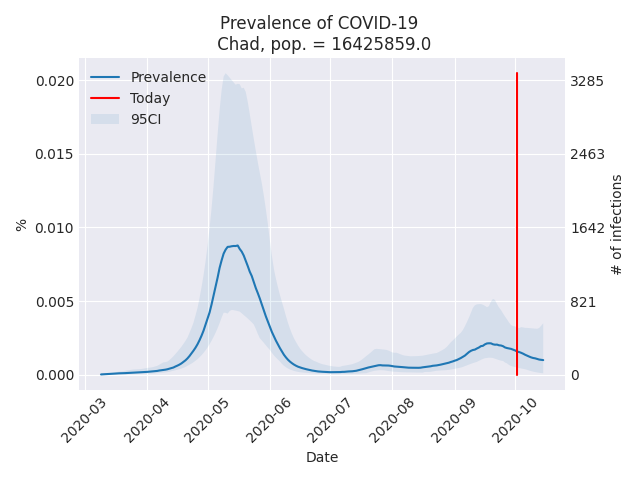 Prevalence of COVID-19
Chad, pop. = 16425859.0
Prevalence
Today
95CI
0.020
0.015
0.010
0.005
0.000
%
3285
2463
1642
821
0
# of infections
2020-03
2020-04
2020-05
2020-06
2020-07
2020-08
2020-09
2020-10
Date